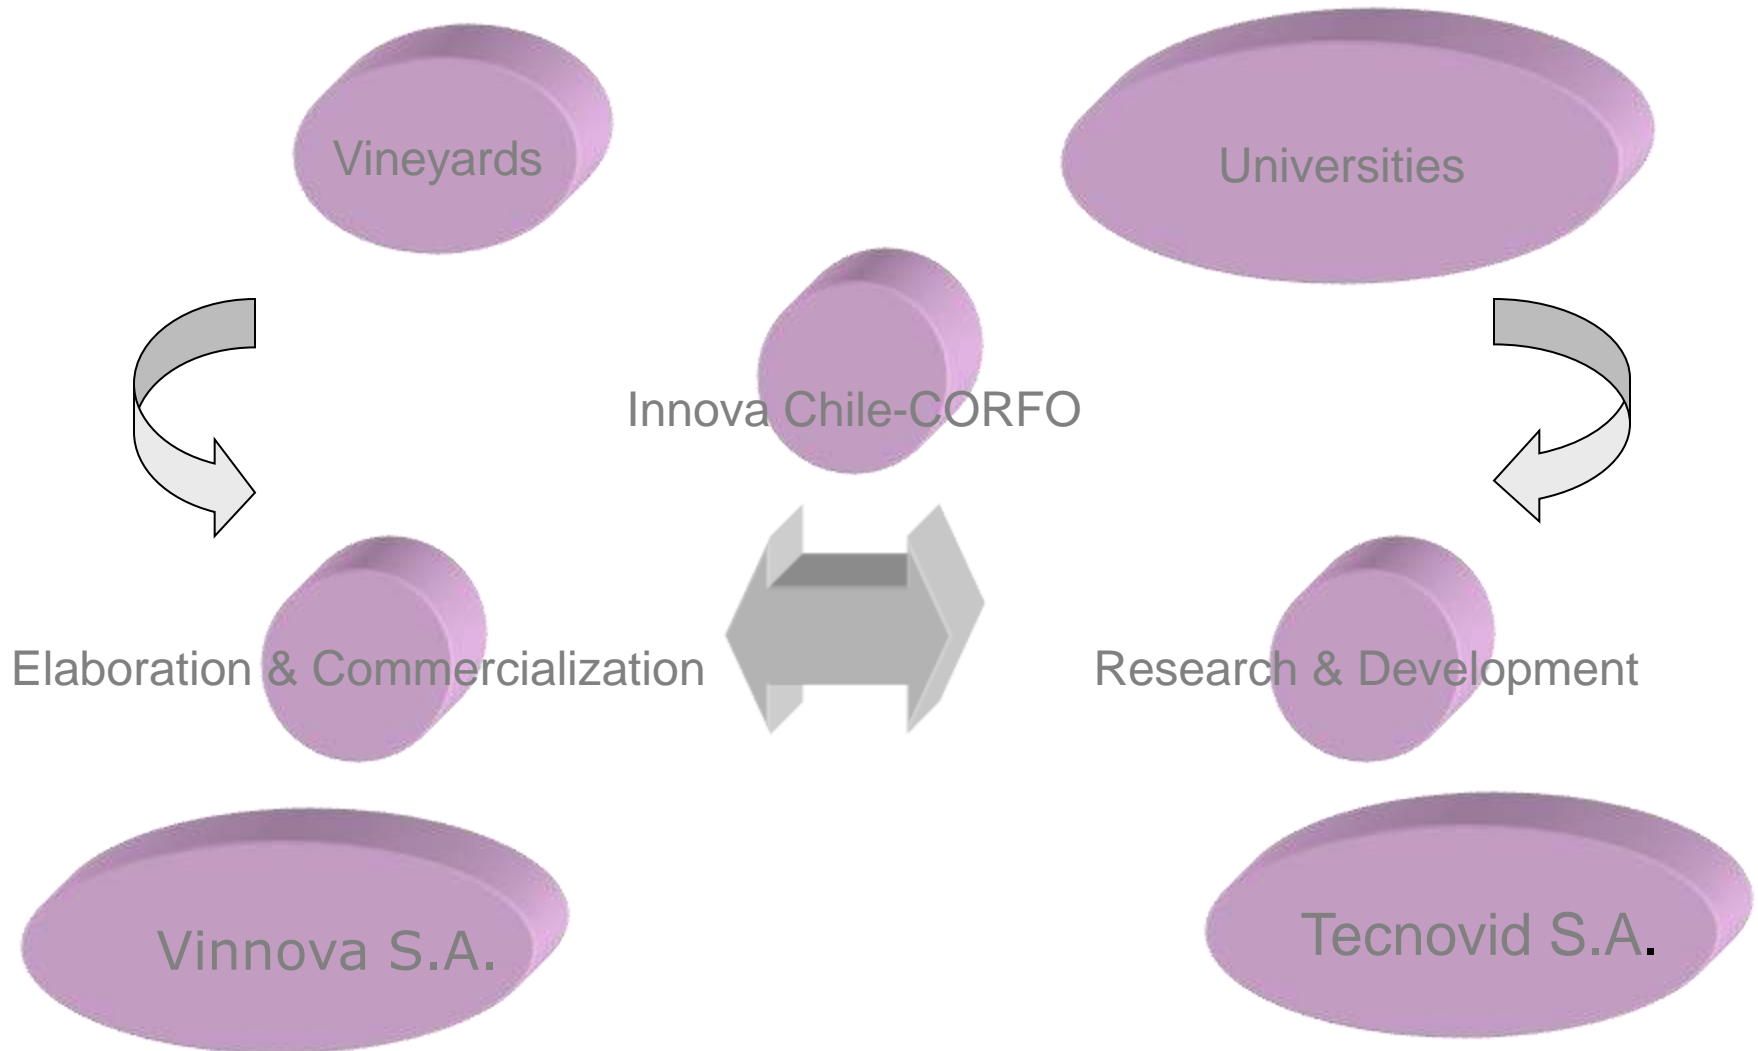 Vineyards
Universities
Innova Chile-CORFO
Elaboration & Commercialization
Research & Development
Vinnova S.A.
Tecnovid S.A.